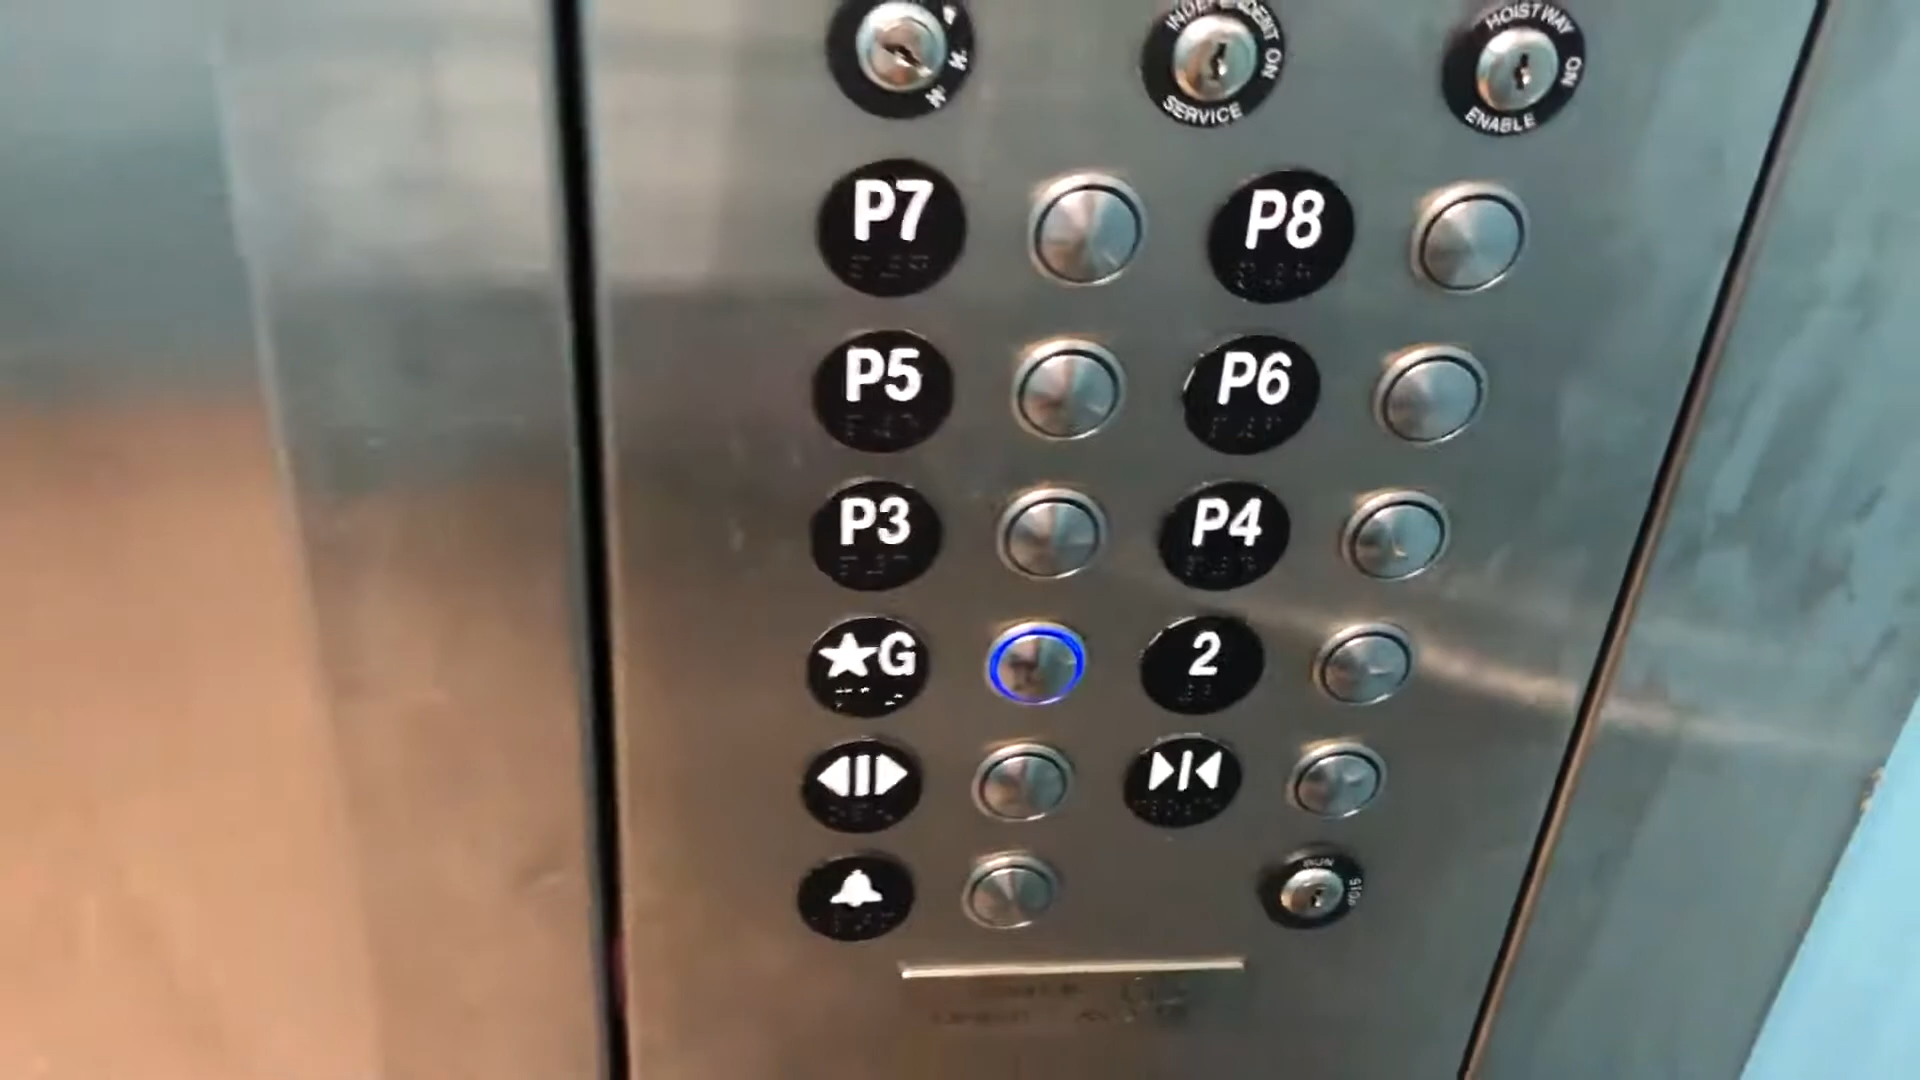 INDEPENDENT ON
SERVICE
HOISTWAY ON
ENABLE
P7
P8
P5
P6
P3
P4
★G
2
RUN
STOP